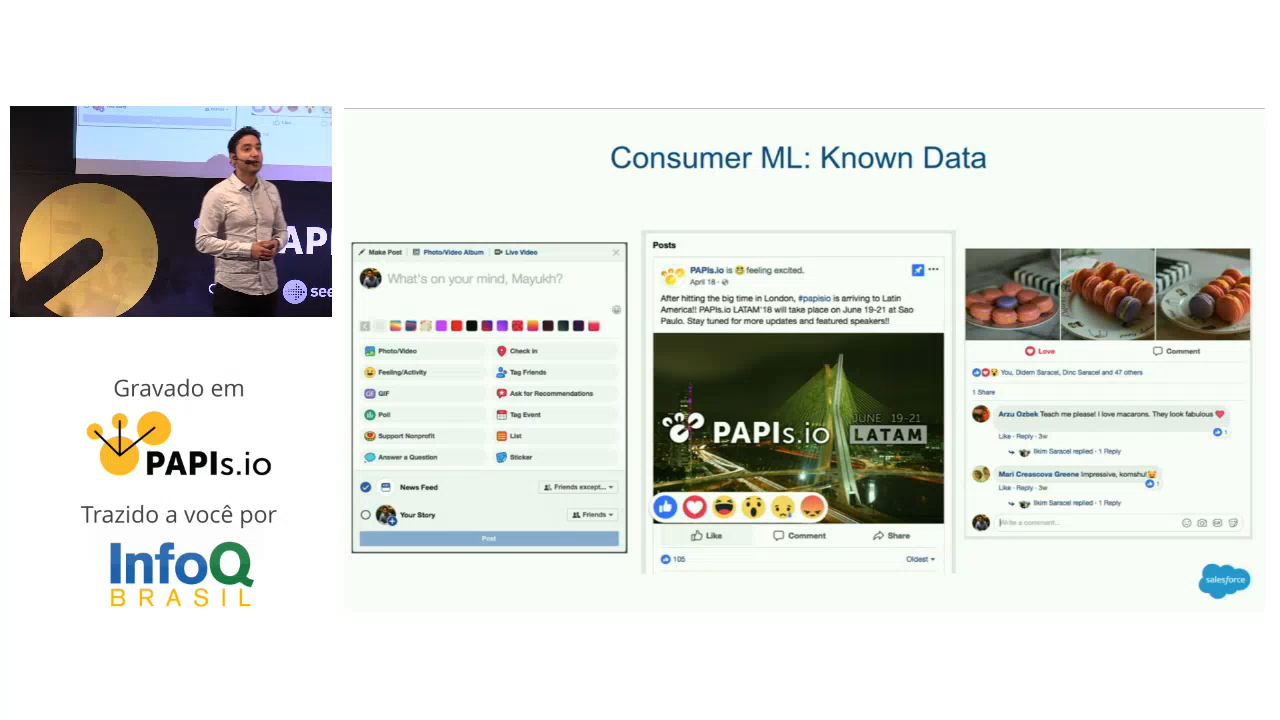 API
see
Gravado em
PAPIs.io
Trazido a você por
InfoQ
BRASIL
Consumer ML: Known Data
Make Post
Photo/Video Album
Live Video
What's on your mind, Mayukh?
Photo/Video
Check in
Feeling/Activity
Tag Friends
GIF
Ask for Recommendations
Poll
Tag Event
Support Nonprofit
List
Answer a Question
Sticker
News Feed
Friends except...
Your Story
Friends
Post
Posts
PAPIs.io is feeling excited.
April 18
After hitting the big time in London, #papisio is arriving to Latin
America!! PAPIs.io LATAM'18 will take place on June 19-21 at Sao
Paulo. Stay tuned for more updates and featured speakers!!
PAPIs.io
JUNE 19-21
LATAM
Like
Comment
Share
105
Oldest
Love
Comment
You, Didem Saracel, Dinc Saracel and 47 others
1 Share
Arzu Ozbek Teach me please! I love macarons. They look fabulous
1
Like · Reply · 3w
Ilkim Saracel replied · 1 Reply
Mari Creascova Greene Impressive, komshu!
1
Like · Reply · 3w
Ilkim Saracel replied · 1 Reply
Write a comment...
salesforce